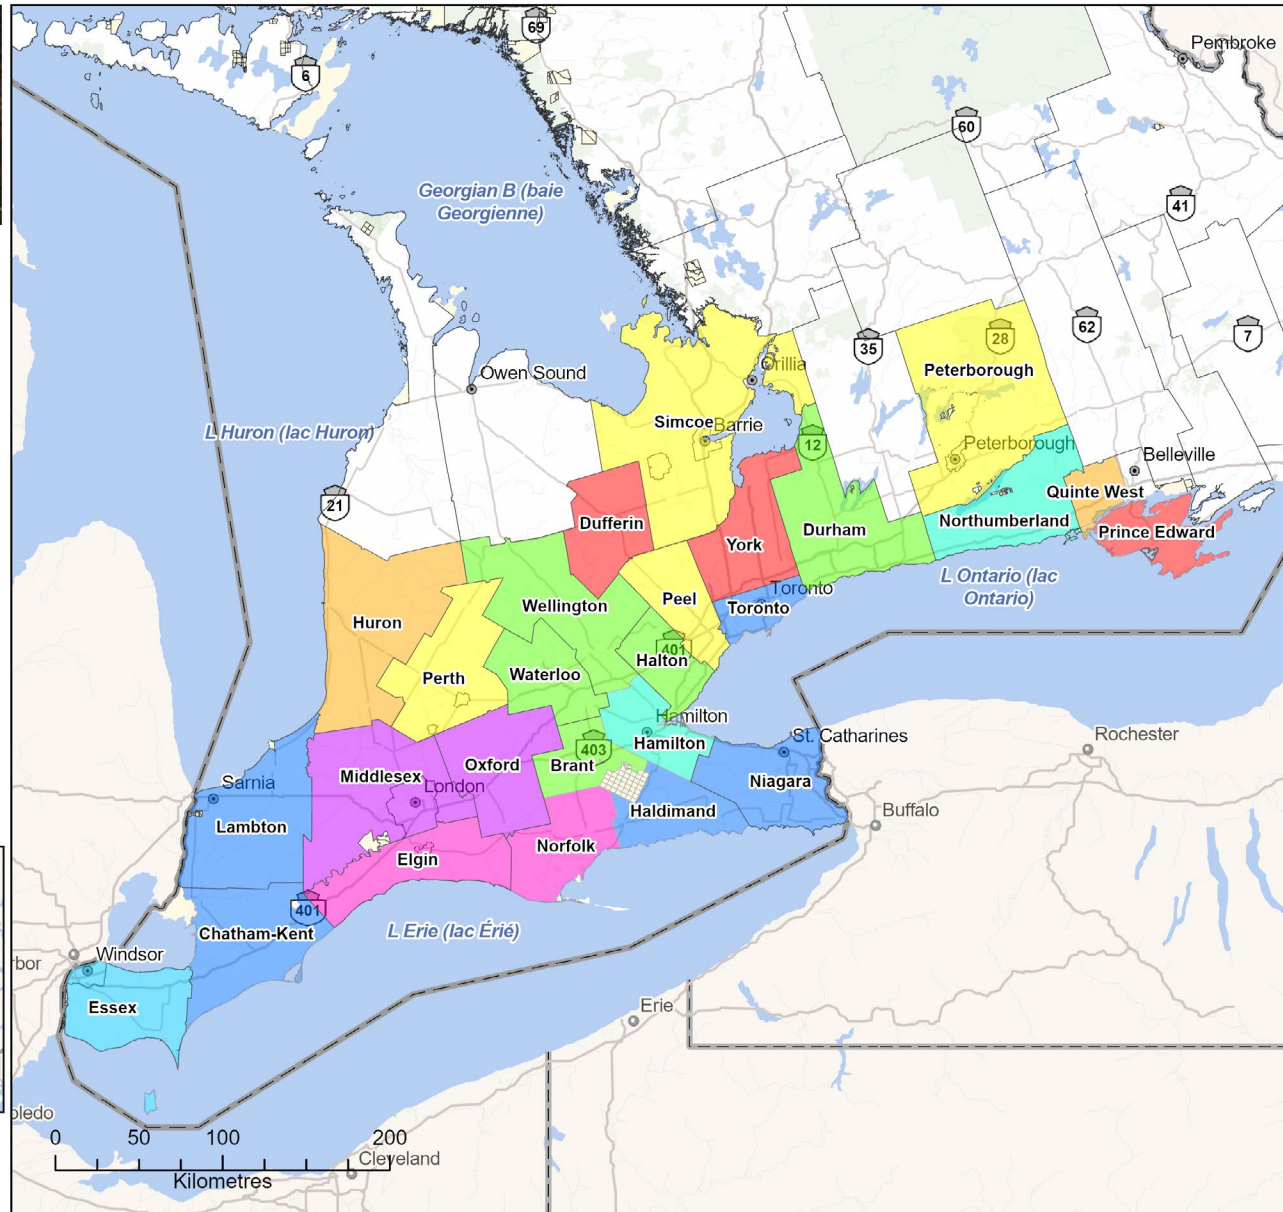 69
Pembroke
6
60
Georgian B (baie
Georgienne)
41
62
7
28
35
Owen Sound
Orillia
Peterborough
Simcoe
Barrie
L Huron (lac Huron)
12
Peterborough
Belleville
21
Quinte West
Dufferin
Durham
Northumberland
Prince Edward
York
L Ontario (lac
Ontario)
Toronto
Peel
Toronto
Wellington
Huron
401
Halton
Perth
Waterloo
Hamilton
St. Catharines
Rochester
403
Hamilton
Oxford
Brant
Middlesex
Niagara
Sarnia
London
Buffalo
Haldimand
Lambton
Norfolk
Elgin
401
Chatham-Kent
L Erie (lac Érié)
Windsor
rbor
Essex
Erie
oledo
0 50 100 200
Kilometres
Cleveland